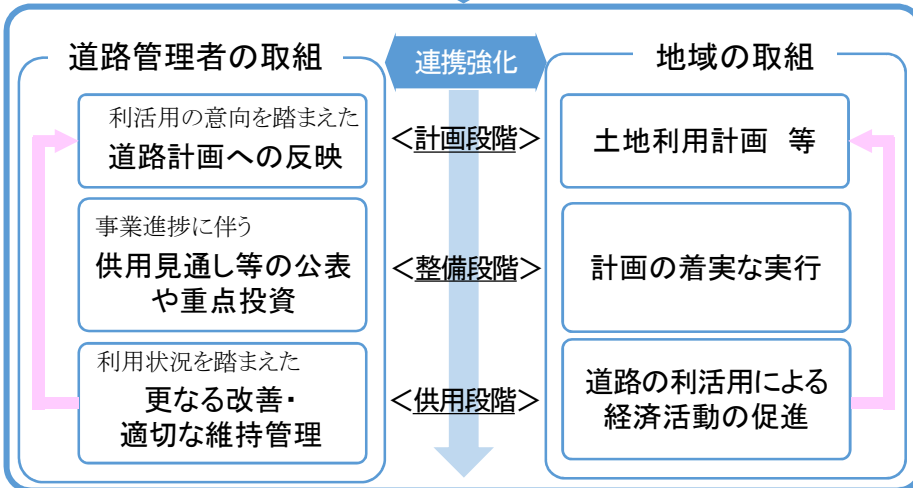 道路管理者の取組
連携強化
地域の取組
利活用の意向を踏まえた
道路計画への反映
<計画段階>
土地利用計画 等
事業進捗に伴う
供用見通し等の公表
や重点投資
<整備段階>
計画の着実な実行
利用状況を踏まえた
更なる改善・
適切な維持管理
<供用段階>
道路の利活用による
経済活動の促進